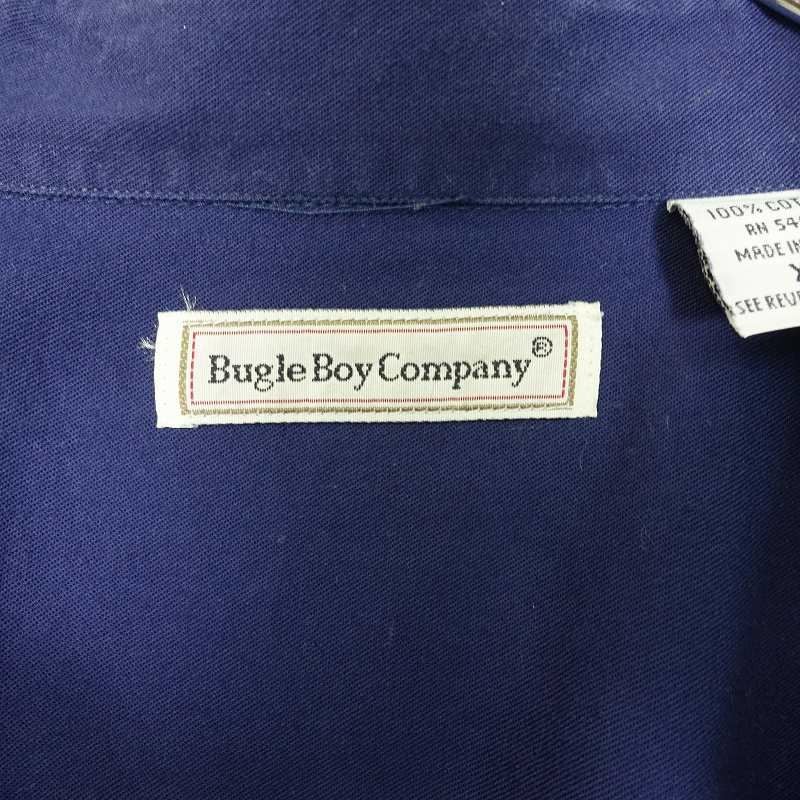 Bugle Boy Company®
100% COT
RN 54
MADE IN
X
SEE REV